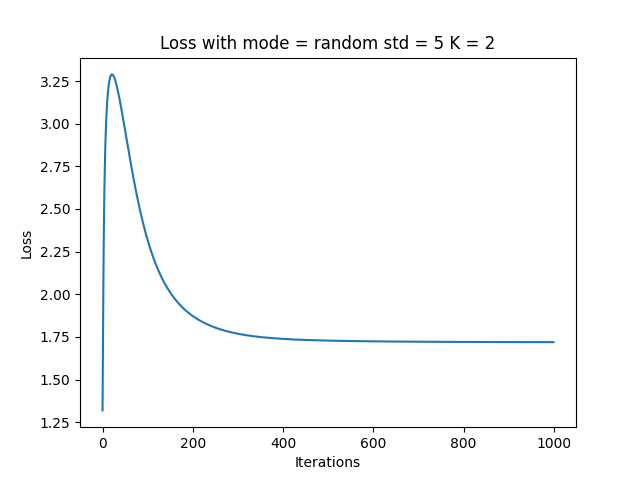 Loss with mode = random std = 5 K = 2
3.25
3.00
2.75
2.50
2.25
2.00
1.75
1.50
1.25
Loss
0 200 400 600 800 1000
Iterations